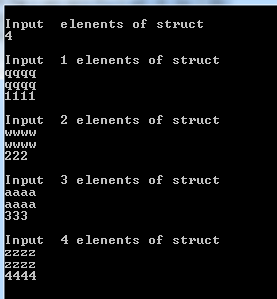 Input  elenents of struct
4
Input  1 elenents of struct
qqqq
qqqq
1111
Input  2 elenents of struct
wwww
wwww
222
Input  3 elenents of struct
aaaa
aaaa
333
Input  4 elenents of struct
zzzz
zzzz
4444